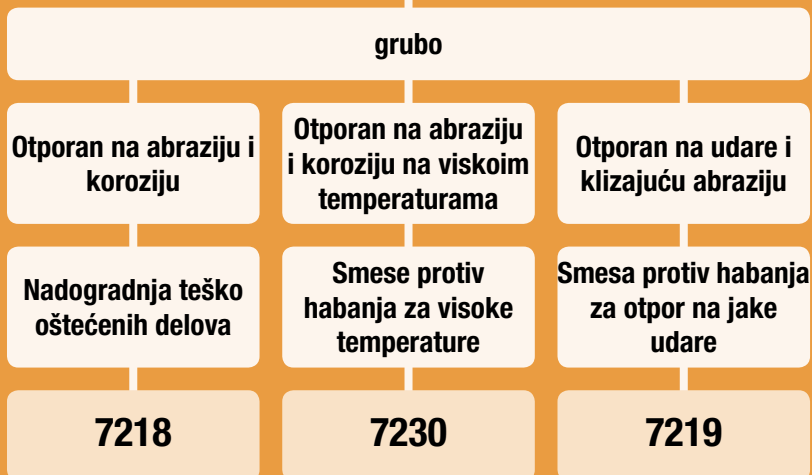 grubo
Otporan na abraziju i
koroziju
Otporan na abraziju
i koroziju na viskoim
temperaturama
Otporan na udare i
klizajuću abraziju
Nadogradnja teško
oštećenih delova
Smese protiv
habanja za visoke
temperature
Smesa protiv habanja
za otpor na jake
udare
7218
7230
7219